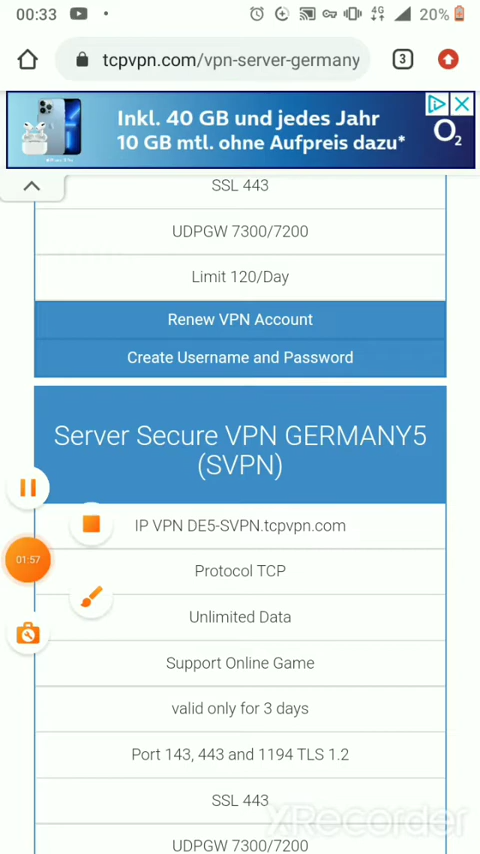 00:33
4G
20%
tcpvpn.com/vpn-server-germany
3
Inkl. 40 GB und jedes Jahr
10 GB mtl. ohne Aufpreis dazu*
O2
SSL 443
UDPGW 7300/7200
Limit 120/Day
Renew VPN Account
Create Username and Password
Server Secure VPN GERMANY5
(SVPN)
IP VPN DE5-SVPN.tcpvpn.com
01:57
Protocol TCP
Unlimited Data
Support Online Game
valid only for 3 days
Port 143, 443 and 1194 TLS 1.2
SSL 443
XRecorder
UDPGW 7300/7200